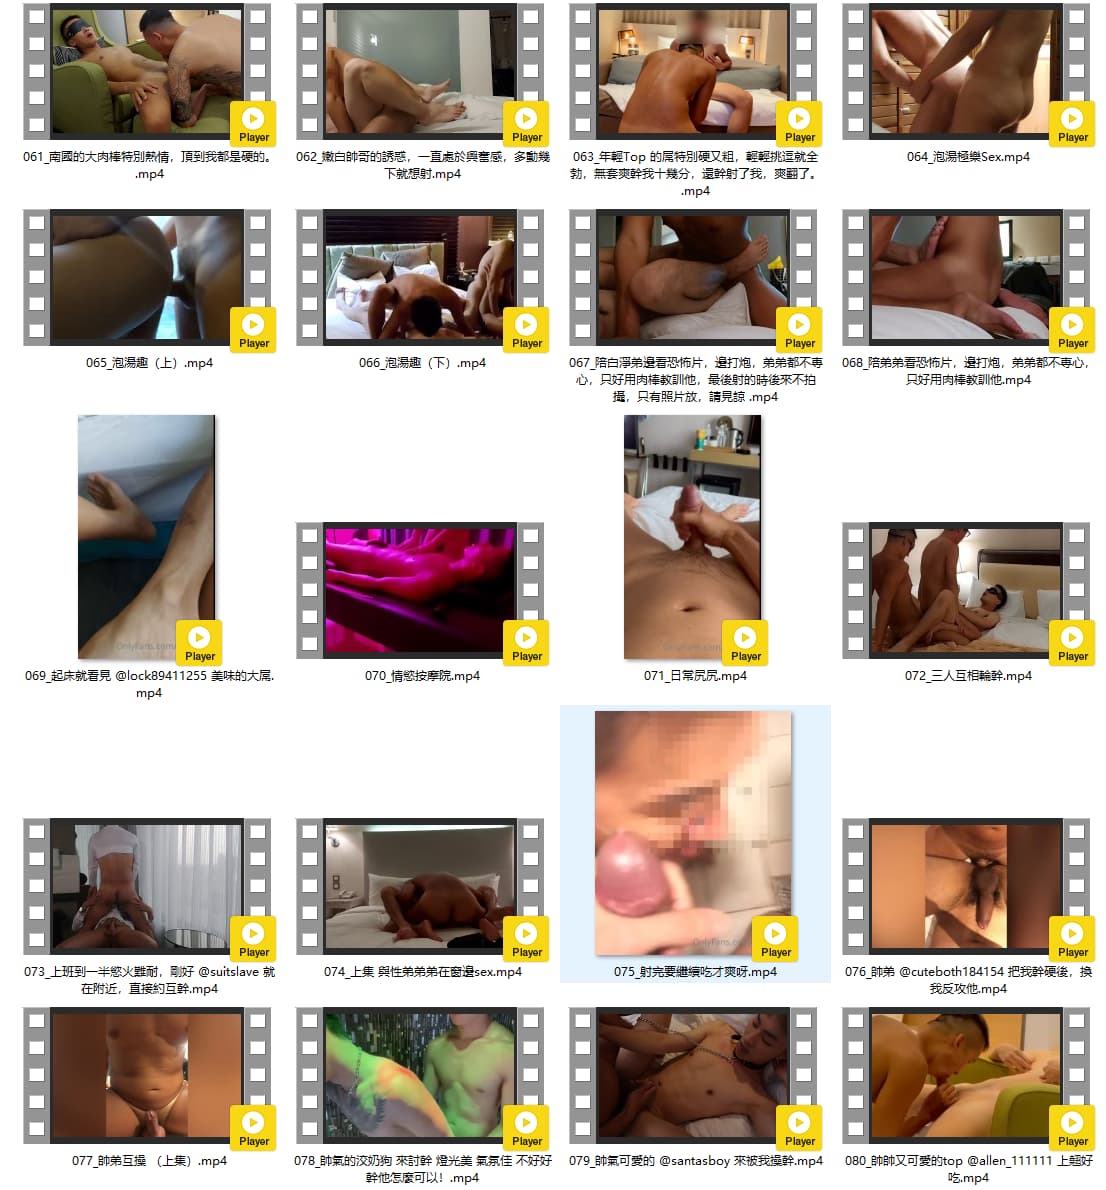 Player
Player
Player
Player
061_南國的大肉棒特別熱情，頂到我都是硬的。
.mp4
062_嫩白帥哥的誘惑，一直處於興奮感，多動幾
下就想射.mp4
063_年輕Top 的屌特別硬又粗，輕輕挑逗就全
勃，無套爽幹我十幾分，還幹射了我，爽翻了。
.mp4
064_泡湯極樂Sex.mp4
Player
Player
Player
Player
065_泡湯趣（上）.mp4
066_泡湯趣（下）.mp4
067_陪白淨弟邊看恐怖片，邊打炮，弟弟都不專
心，只好用肉棒教訓他，最後射的時後來不拍
攝，只有照片放，請見諒 .mp4
068_陪弟弟看恐怖片，邊打炮，弟弟都不專心，
只好用肉棒教訓他.mp4
OnlyFans.com/
Player
Player
Player
Player
069_起床就看見 @lock89411255 美味的大屌.
mp4
070_情慾按摩院.mp4
071_日常尻尻.mp4
072_三人互相輪幹.mp4
Player
Player
OnlyFans.co
Player
Player
073_上班到一半慾火難耐，剛好 @suitslave 就
在附近，直接約互幹.mp4
074_上集 與性弟弟弟在窗邊sex.mp4
075_射完要繼續吃才爽呀.mp4
076_帥弟 @cuteboth184154 把我幹硬後，換
我反攻他.mp4
Player
Player
Player
Player
077_帥弟互操 （上集）.mp4
078_帥氣的浽奶狗 來討幹 燈光美 氣氛佳 不好好
幹他怎麼可以！.mp4
079_帥氣可愛的 @santasboy 來被我操幹.mp4
080_帥帥又可愛的top @allen_111111 上超好
吃.mp4